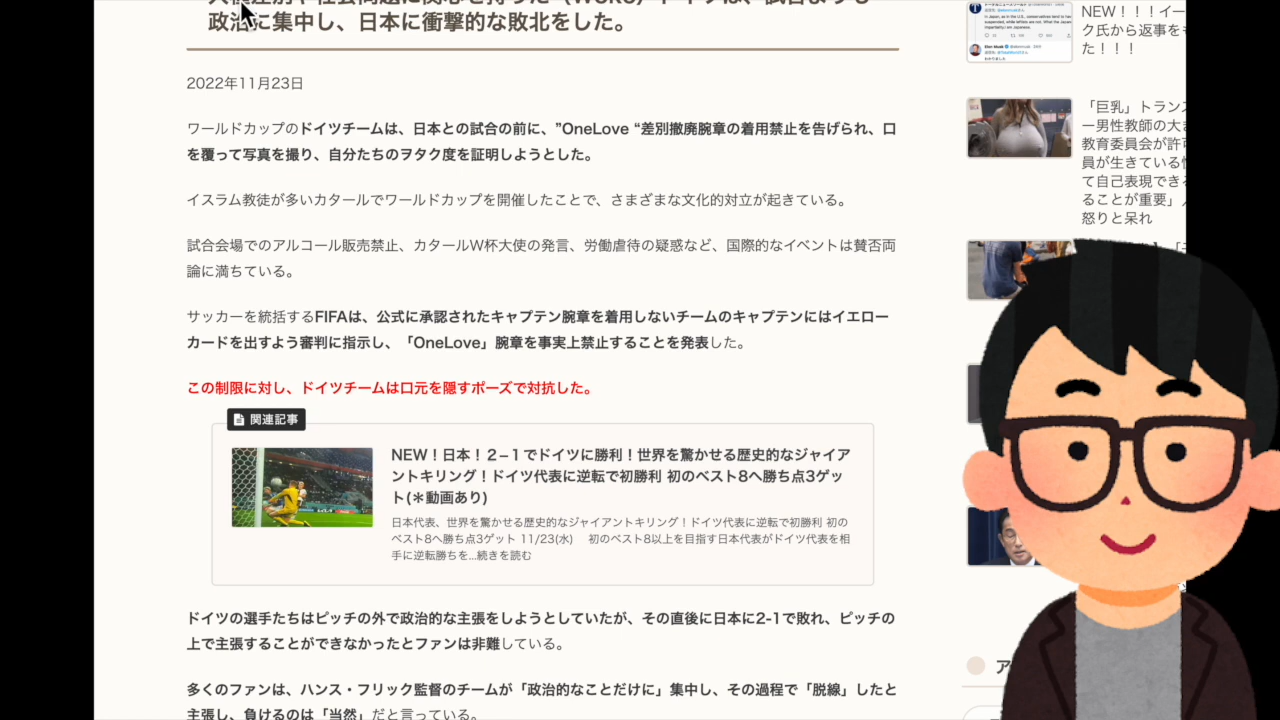 政治に集中し、日本に衝撃的な敗北をした。
2022年11月23日
ワールドカップのドイツチームは、日本との試合の前に、”OneLove “差別撤廃腕章の着用禁止を告げられ、口
を覆って写真を撮り、自分たちのヲタク度を証明しようとした。
イスラム教徒が多いカタールでワールドカップを開催したことで、さまざまな文化的対立が起きている。
試合会場でのアルコール販売禁止、カタールW杯大使の発言、労働虐待の疑惑など、国際的なイベントは賛否両
論に満ちている。
サッカーを統括するFIFAは、公式に承認されたキャプテン腕章を着用しないチームのキャプテンにはイエロー
カードを出すよう審判に指示し、「OneLove」腕章を事実上禁止することを発表した。
この制限に対し、ドイツチームは口元を隠すポーズで対抗した。
関連記事
NEW！日本！２−１でドイツに勝利！世界を驚かせる歴史的なジャイア
ントキリング！ドイツ代表に逆転で初勝利 初のベスト8へ勝ち点3ゲッ
ト(＊動画あり)
日本代表、世界を驚かせる歴史的なジャイアントキリング！ドイツ代表に逆転で初勝利 初の
ベスト8へ勝ち点3ゲット 11/23(水)　初のベスト8以上を目指す日本代表がドイツ代表を相
手に逆転勝ちを...続きを読む
ドイツの選手たちはピッチの外で政治的な主張をしようとしていたが、その直後に日本に2-1で敗れ、ピッチの
上で主張することができなかったとファンは非難している。
多くのファンは、ハンス・フリック監督のチームが「政治的なことだけに」集中し、その過程で「脱線」したと
主張し、負けるのは「当然」だと言っている。
NEW！！！イー
ク氏から返事を
た！！！
「巨乳」トランス
ー男性教師の大き
教育委員会が許
員が生きている
て自己表現でき
ることが重要」
怒りと呆れ
ア